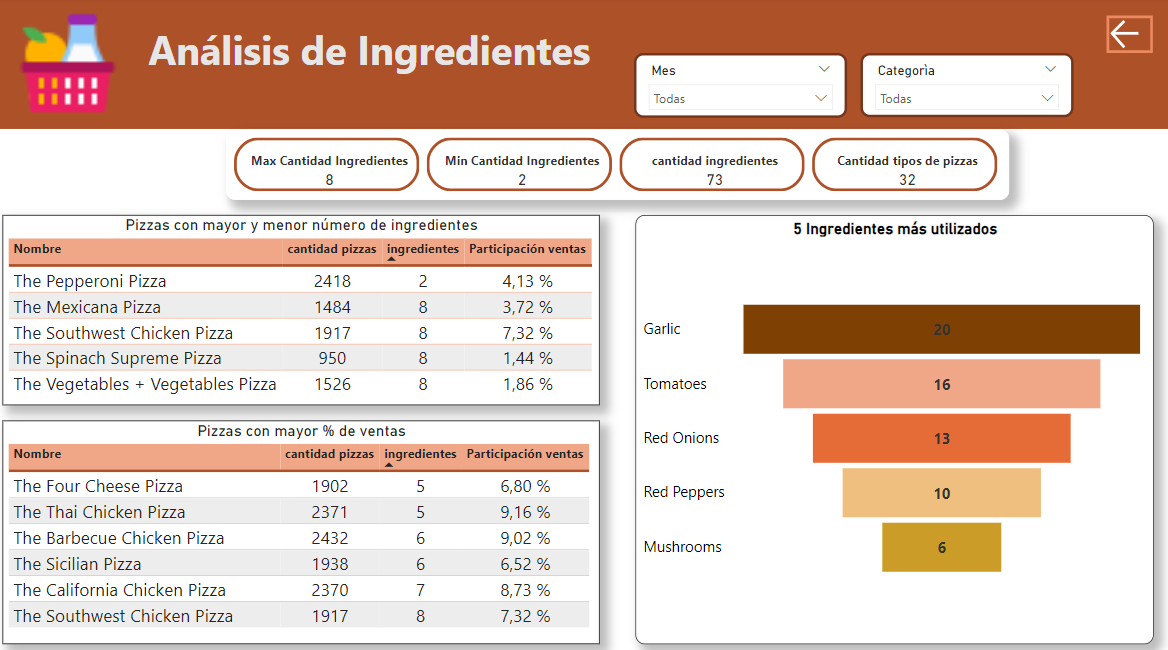 Análisis de Ingredientes
Mes
Todas
Categorìa
Todas
Max Cantidad Ingredientes
8
Min Cantidad Ingredientes
2
cantidad ingredientes
73
Cantidad tipos de pizzas
32
Pizzas con mayor y menor número de ingredientes
Nombre cantidad pizzas ingredientes Participación ventas
The Pepperoni Pizza 2418 2 4,13 %
The Mexicana Pizza 1484 8 3,72 %
The Southwest Chicken Pizza 1917 8 7,32 %
The Spinach Supreme Pizza 950 8 1,44 %
The Vegetables + Vegetables Pizza 1526 8 1,86 %
Pizzas con mayor % de ventas
Nombre cantidad pizzas ingredientes Participación ventas
The Four Cheese Pizza 1902 5 6,80 %
The Thai Chicken Pizza 2371 5 9,16 %
The Barbecue Chicken Pizza 2432 6 9,02 %
The Sicilian Pizza 1938 6 6,52 %
The California Chicken Pizza 2370 7 8,73 %
The Southwest Chicken Pizza 1917 8 7,32 %
5 Ingredientes más utilizados
Garlic 20
Tomatoes 16
Red Onions 13
Red Peppers 10
Mushrooms 6